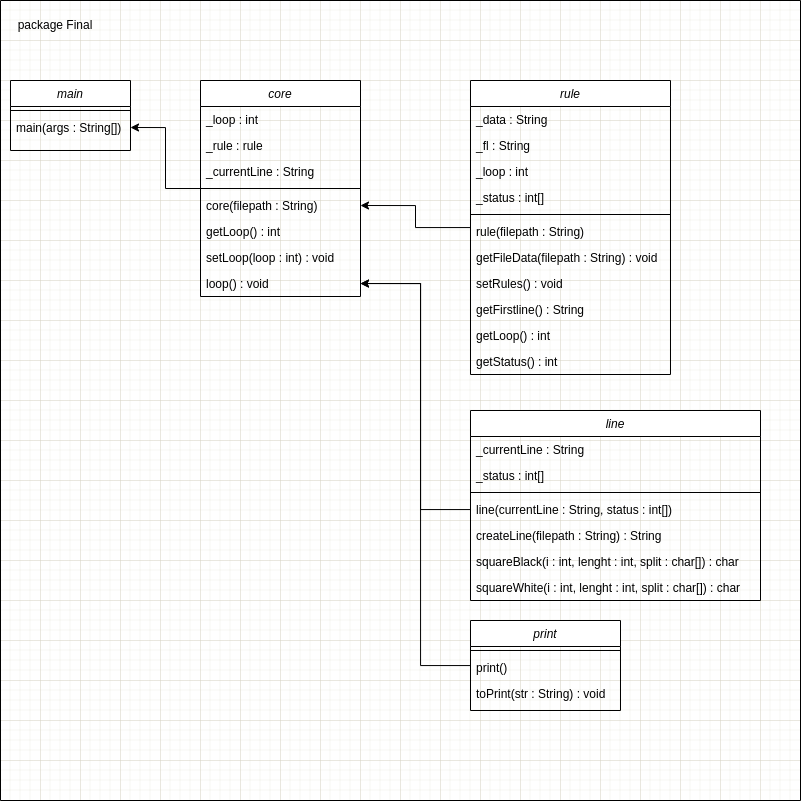 package Final
main
main(args : String[])
core
_loop : int
_rule : rule
_currentLine : String
core(filepath : String)
getLoop() : int
setLoop(loop : int) : void
loop() : void
rule
_data : String
_fl : String
_loop : int
_status : int[]
rule(filepath : String)
getFileData(filepath : String) : void
setRules() : void
getFirstline() : String
getLoop() : int
getStatus() : int
line
_currentLine : String
_status : int[]
line(currentLine : String, status : int[])
createLine(filepath : String) : String
squareBlack(i : int, lenght : int, split : char[]) : char
squareWhite(i : int, lenght : int, split : char[]) : char
print
print()
toPrint(str : String) : void